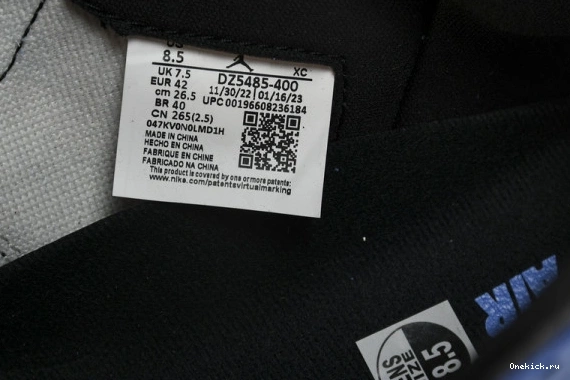 US
8.5
UK 7.5
EUR 42
cm 26.5
BR 40
CN 265(2.5)
XC
DZ5485-400
11/30/22 | 01/16/23
UPC 00196608236184
047KV0N0LMD1H
MADE IN CHINA
HECHO EN CHINA
FABRIQUE EN CHINE
FABRICADO NA CHINA
This product is covered by one or more patents:
www.nike.com/patentsvirtualmarking
AIR
8.5
Onekick.ru